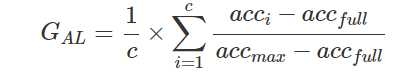 G_{AL} = \frac{1}{c} \times \sum_{i=1}^{c} \frac{acc_i - acc_{full}}{acc_{max} - acc_{full}}